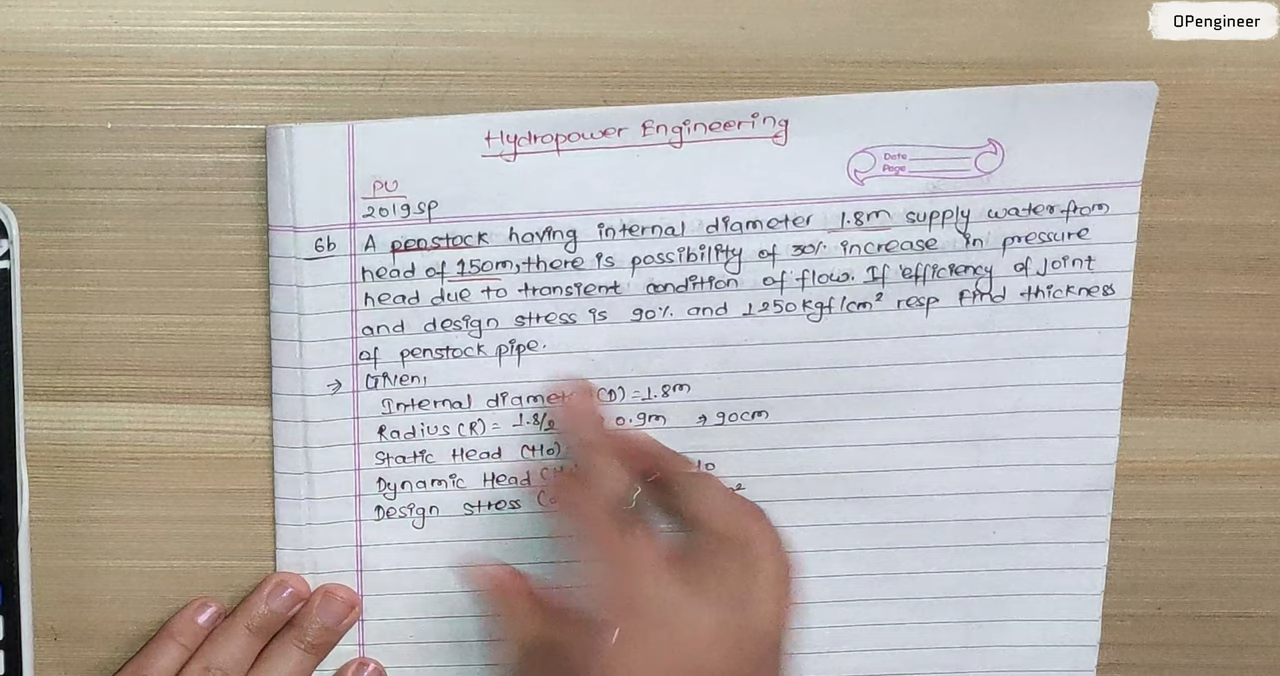 OPengineer
Hydropower Engineering
Date
Page
PU
2019 SP
6b A penstock having internal diameter 1.8m supply water from
head of 150m, there is possibility of 30% increase in pressure
head due to transient condition of flow. If efficiency of joint
and design stress is 90% and 1250 kgf/cm² resp find thickness
of penstock pipe.
→ Given,
Internal diameter (D) = 1.8m
Radius (R) = 1.8/2 0.9m → 90cm
Static Head (Ho)
Dynamic Head
Design stress